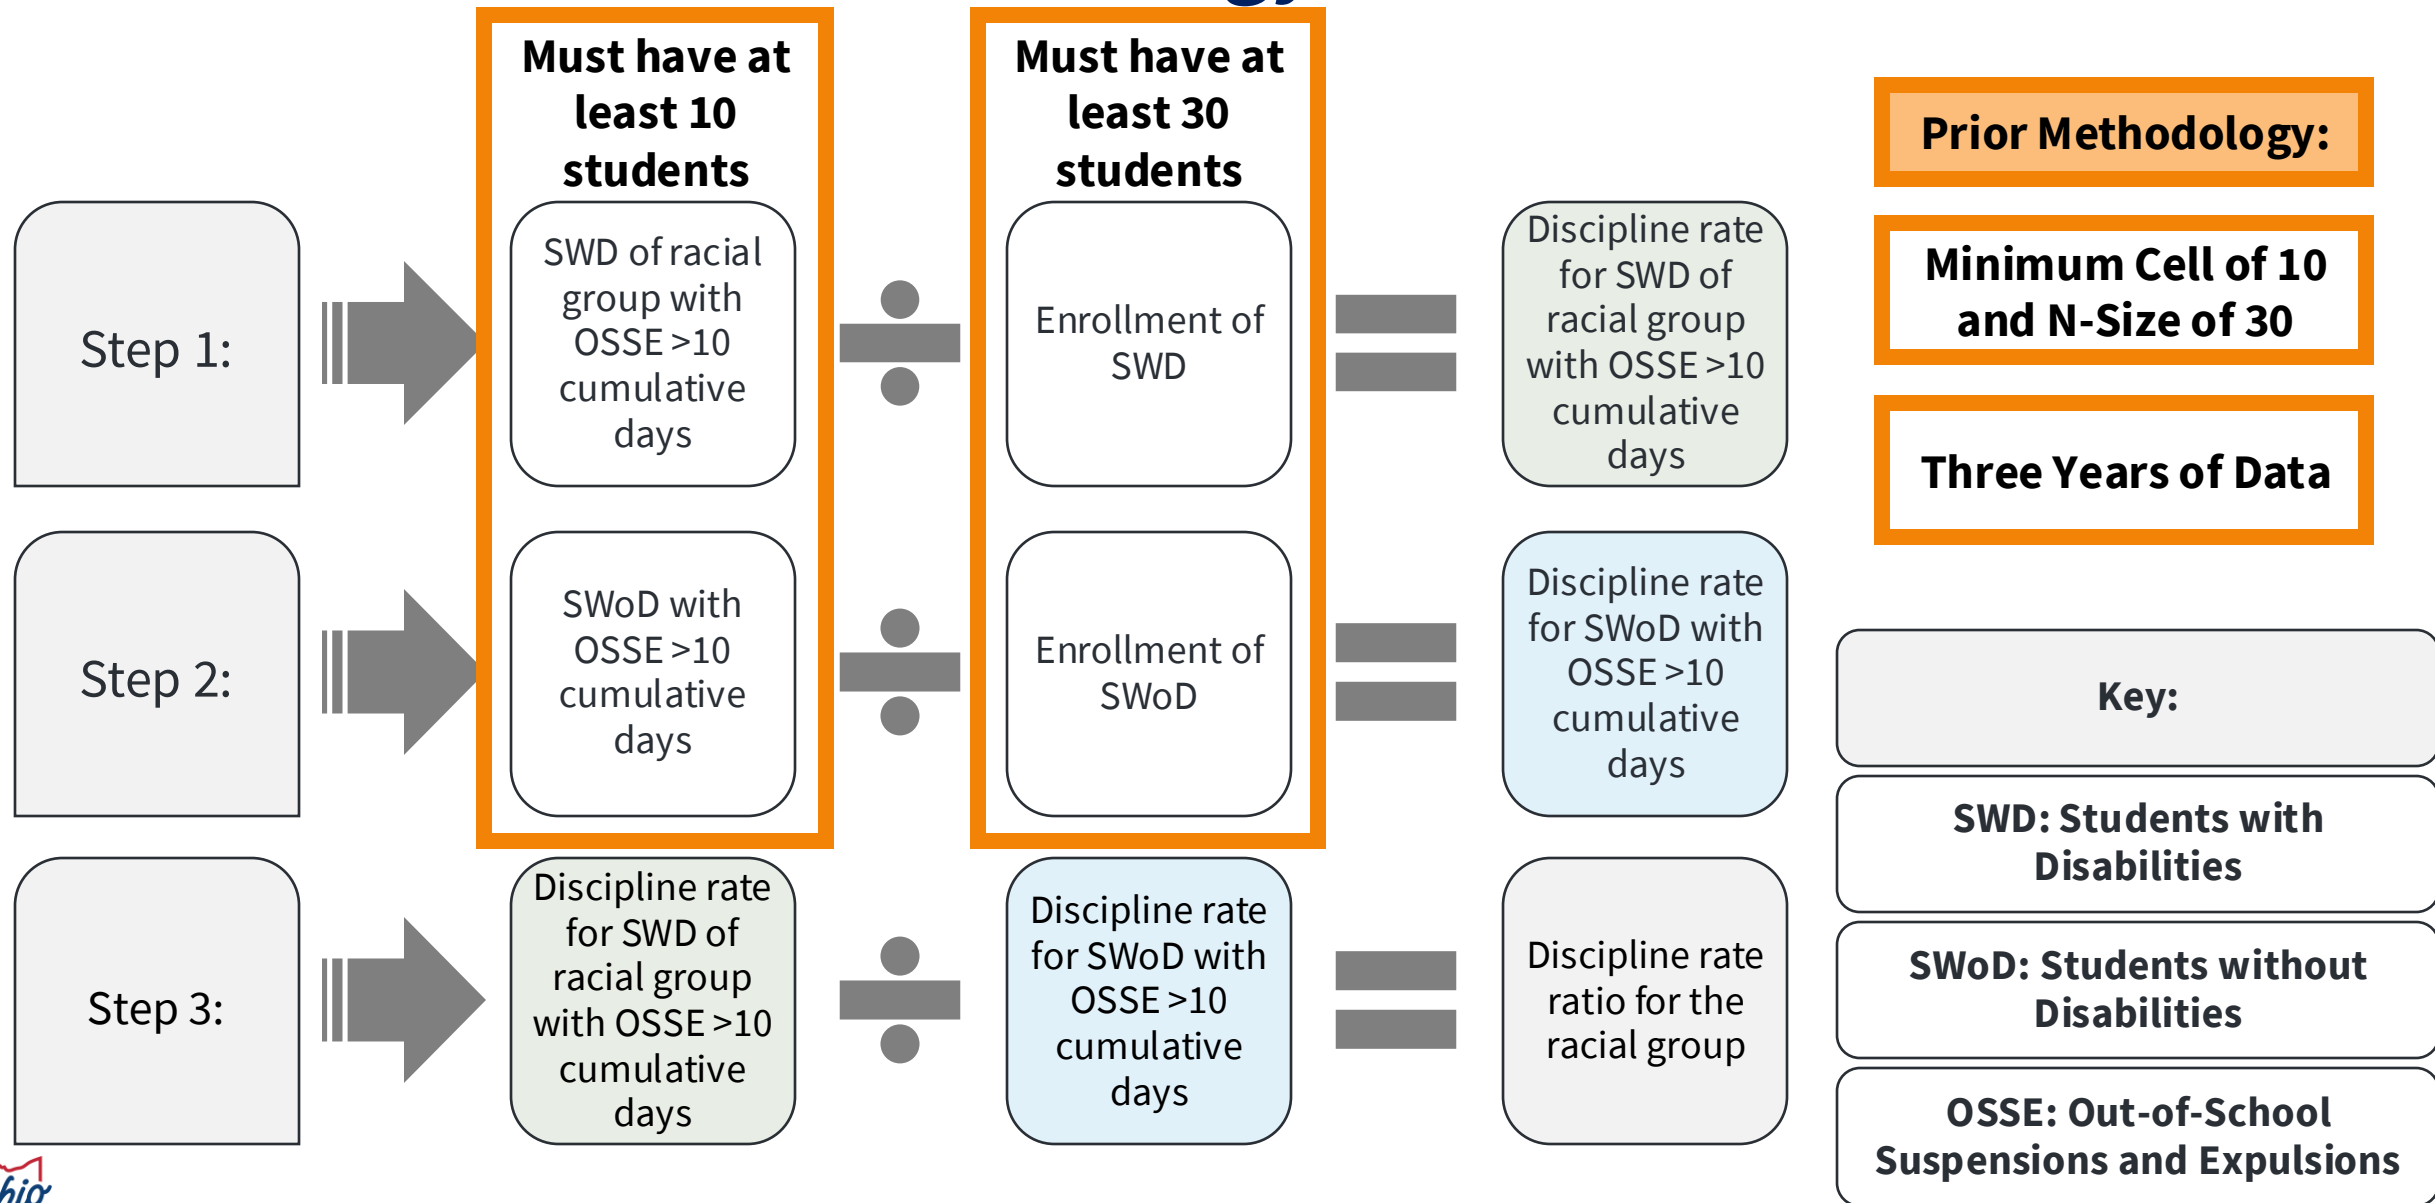 Must have at
least 10
students
Must have at
least 30
students
Prior Methodology:
Minimum Cell of 10
and N-Size of 30
Three Years of Data
Step 1:
SWD of racial
group with
OSSE >10
cumulative
days
Enrollment of
SWD
Discipline rate
for SWD of
racial group
with OSSE >10
cumulative
days
Step 2:
SWoD with
OSSE >10
cumulative
days
Enrollment of
SWoD
Discipline rate
for SWoD with
OSSE >10
cumulative
days
Step 3:
Discipline rate
for SWD of
racial group
with OSSE >10
cumulative
days
Discipline rate
for SWoD with
OSSE >10
cumulative
days
Discipline rate
ratio for the
racial group
Key:
SWD: Students with
Disabilities
SWoD: Students without
Disabilities
OSSE: Out-of-School
Suspensions and Expulsions